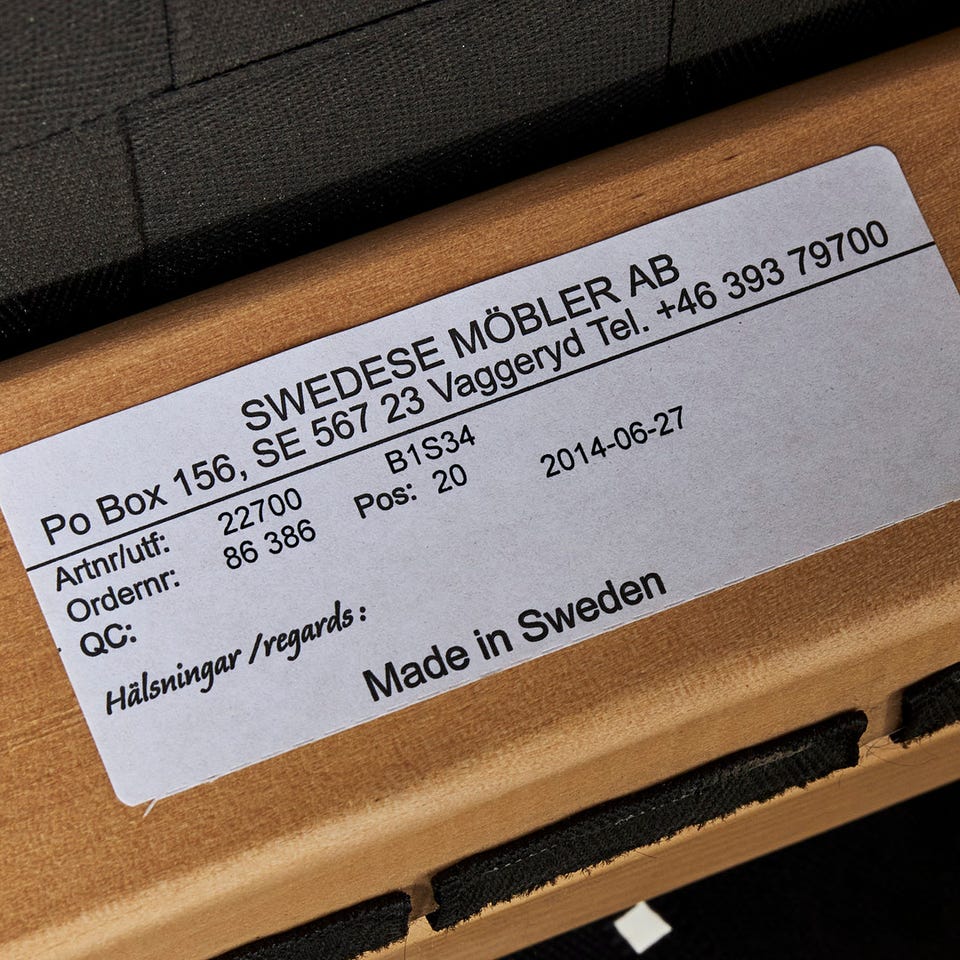 SWEDESE MÖBLER AB
Po Box 156, SE 567 23 Vaggeryd Tel. +46 393 79700
Artnr/utf: 22700 B1S34
Ordernr: 86 386 Pos: 20 2014-06-27
QC:
Hälsningar /regards:
Made in Sweden